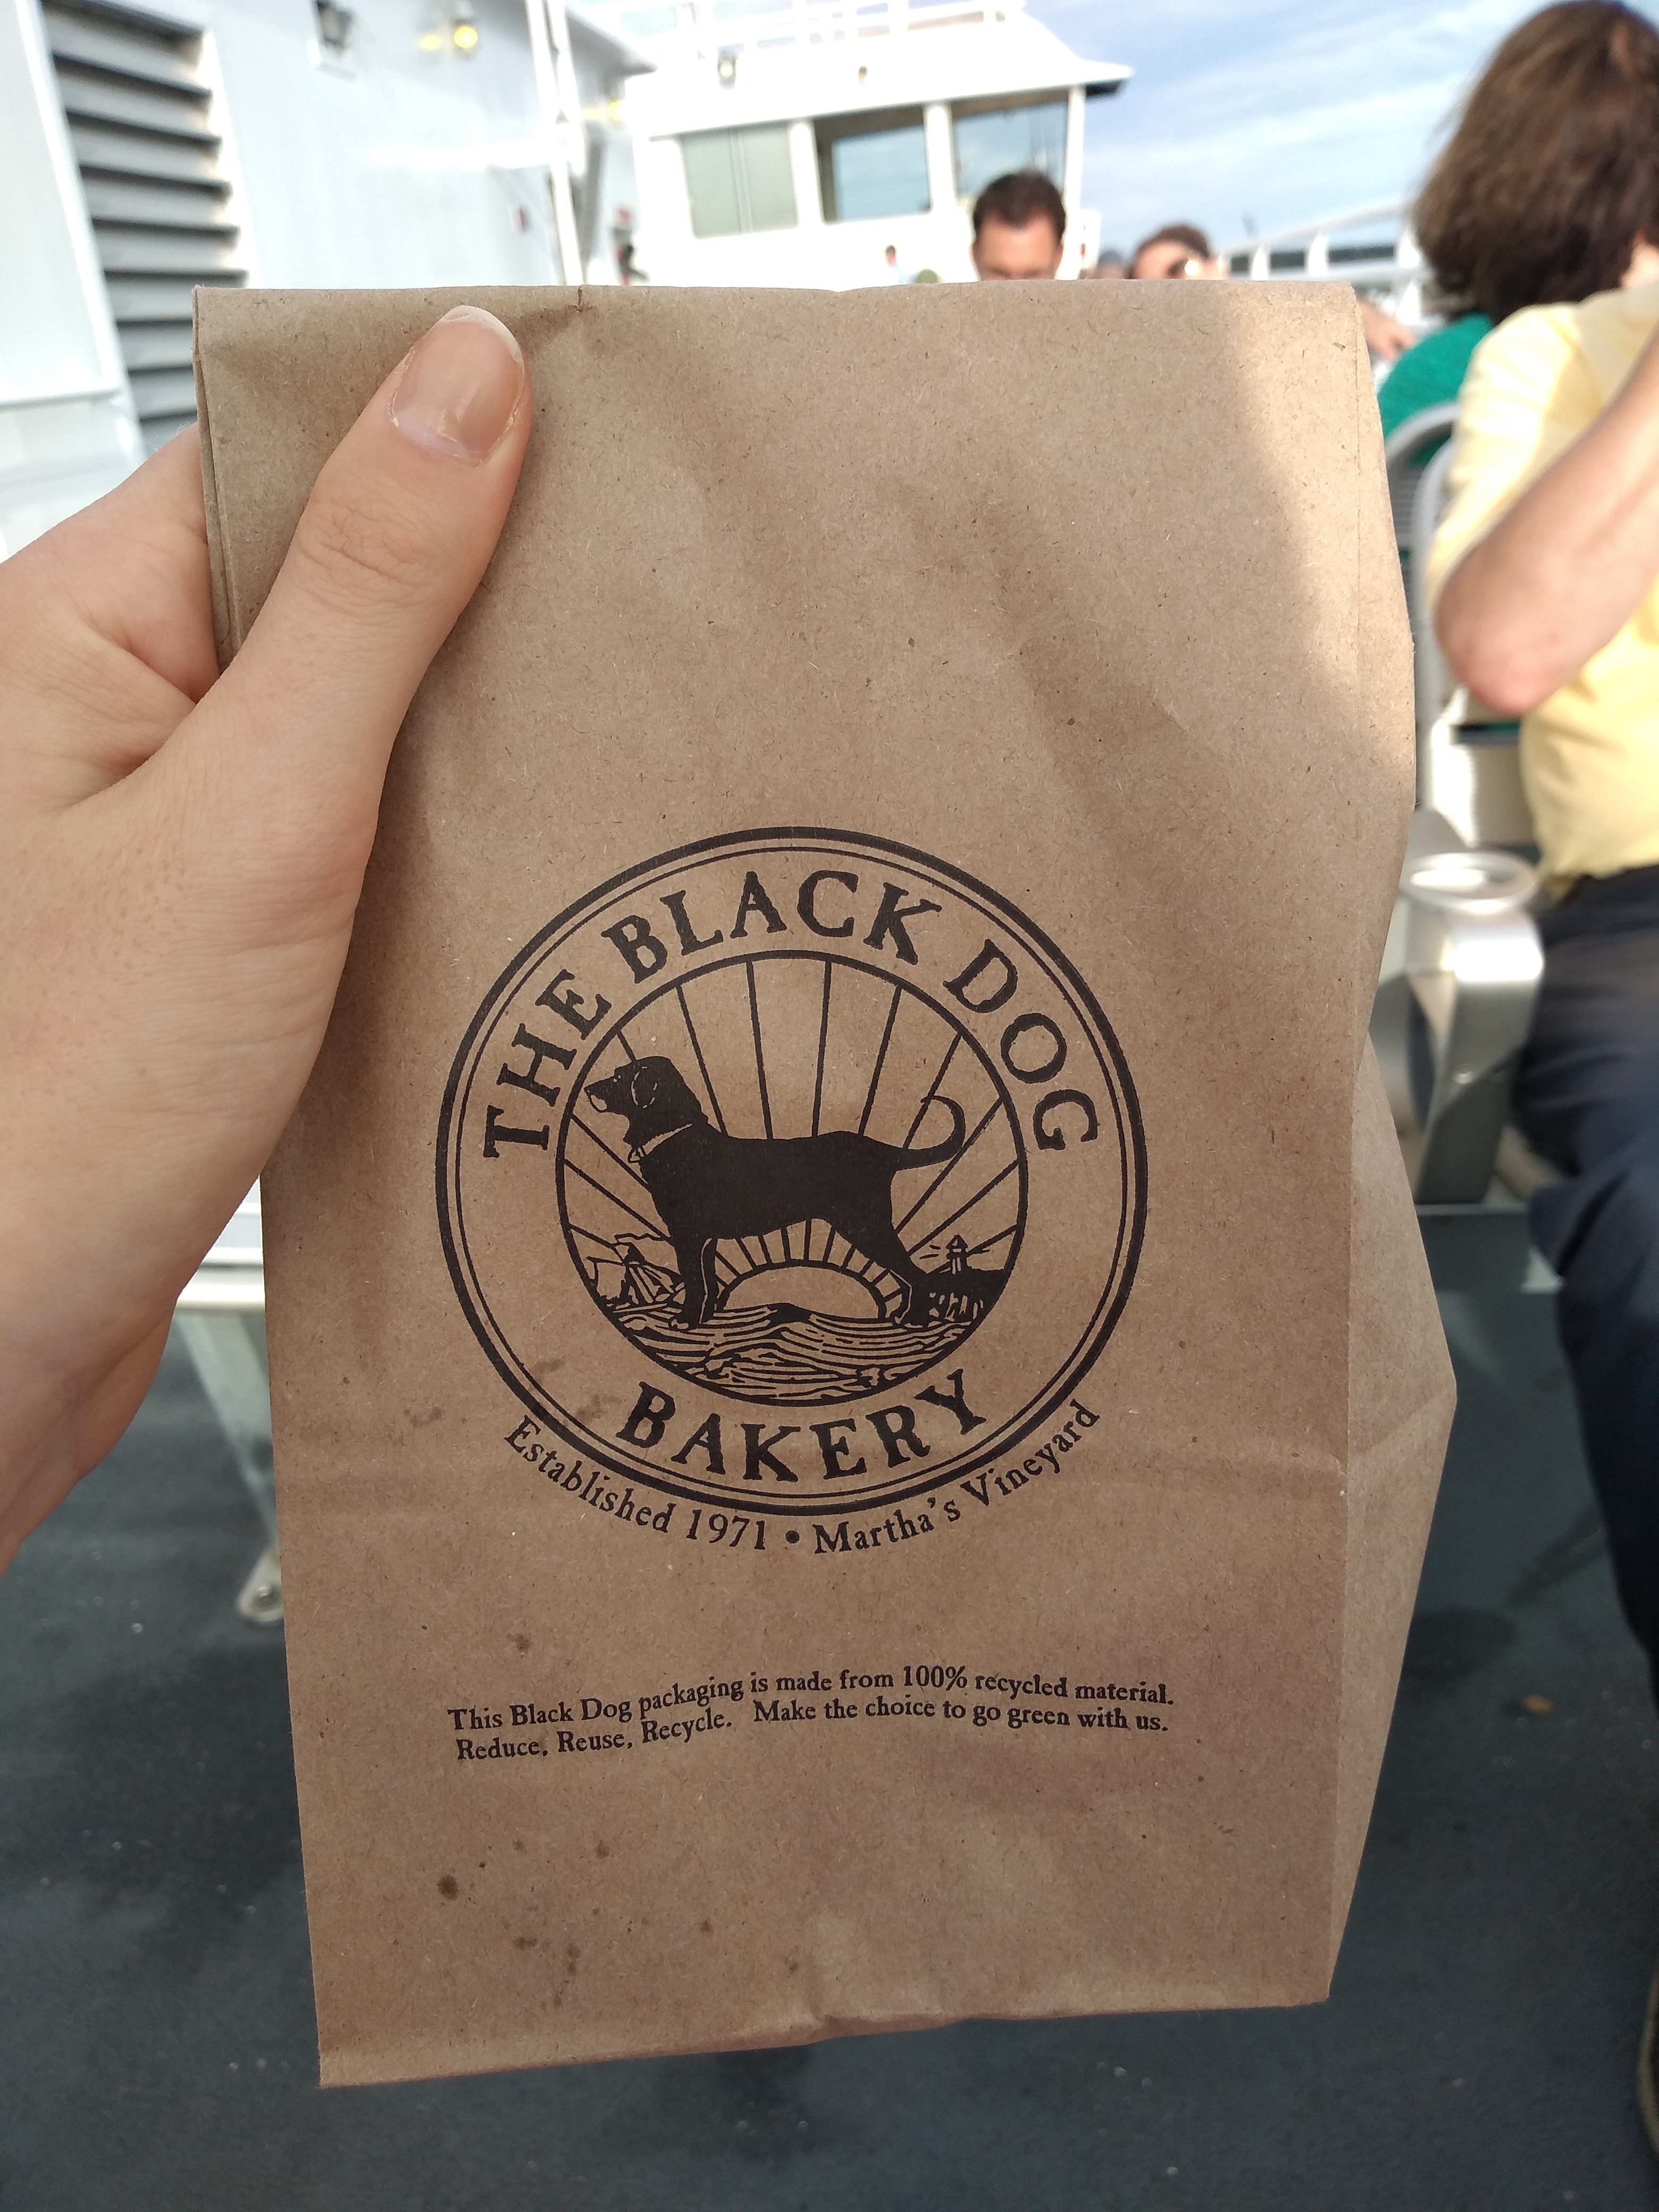 THE BLACK DOG
BAKERY
Established 1971 • Martha's Vineyard
This Black Dog packaging is made from 100% recycled material.
Reduce, Reuse, Recycle. Make the choice to go green with us.